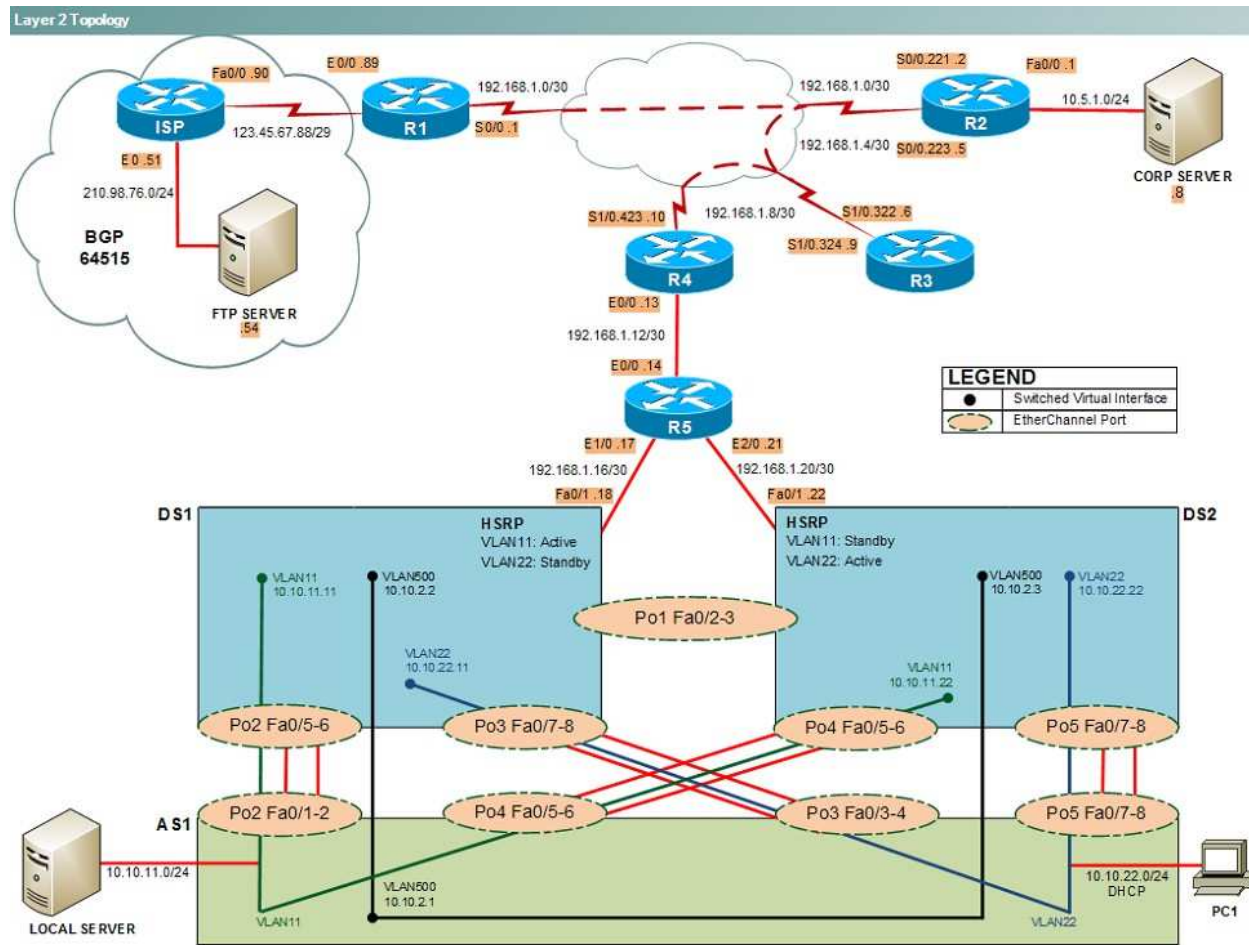 Layer 2 Topology
Fa0/0 .90
E0/0 .89
192.168.1.0/30
192.168.1.0/30
S0/0.221 .2
Fa0/0 .1
10.5.1.0/24
ISP
R1
R2
123.45.67.88/29
S0/0 .1
192.168.1.4/30
S0/0.223 .5
E0 .51
210.98.76.0/24
CORP SERVER
.8
BGP
64515
S1/0.423 .10
192.168.1.8/30
S1/0.322 .6
S1/0.324 .9
R4
R3
FTP SERVER
.54
E0/0 .13
192.168.1.12/30
E0/0 .14
R5
LEGEND
Switched Virtual Interface
EtherChannel Port
E1/0 .17
E2/0 .21
192.168.1.16/30
192.168.1.20/30
Fa0/1 .18
Fa0/1 .22
DS1
DS2
HSRP
VLAN11: Active
VLAN22: Standby
HSRP
VLAN11: Standby
VLAN22: Active
VLAN11
10.10.11.11
VLAN500
10.10.2.2
VLAN500
10.10.2.3
VLAN22
10.10.22.22
Po1 Fa0/2-3
VLAN22
10.10.22.11
VLAN11
10.10.11.22
Po2 Fa0/5-6
Po3 Fa0/7-8
Po4 Fa0/5-6
Po5 Fa0/7-8
AS1
Po2 Fa0/1-2
Po4 Fa0/5-6
Po3 Fa0/3-4
Po5 Fa0/7-8
10.10.11.0/24
10.10.22.0/24
DHCP
VLAN500
10.10.2.1
LOCAL SERVER
VLAN11
VLAN22
PC1